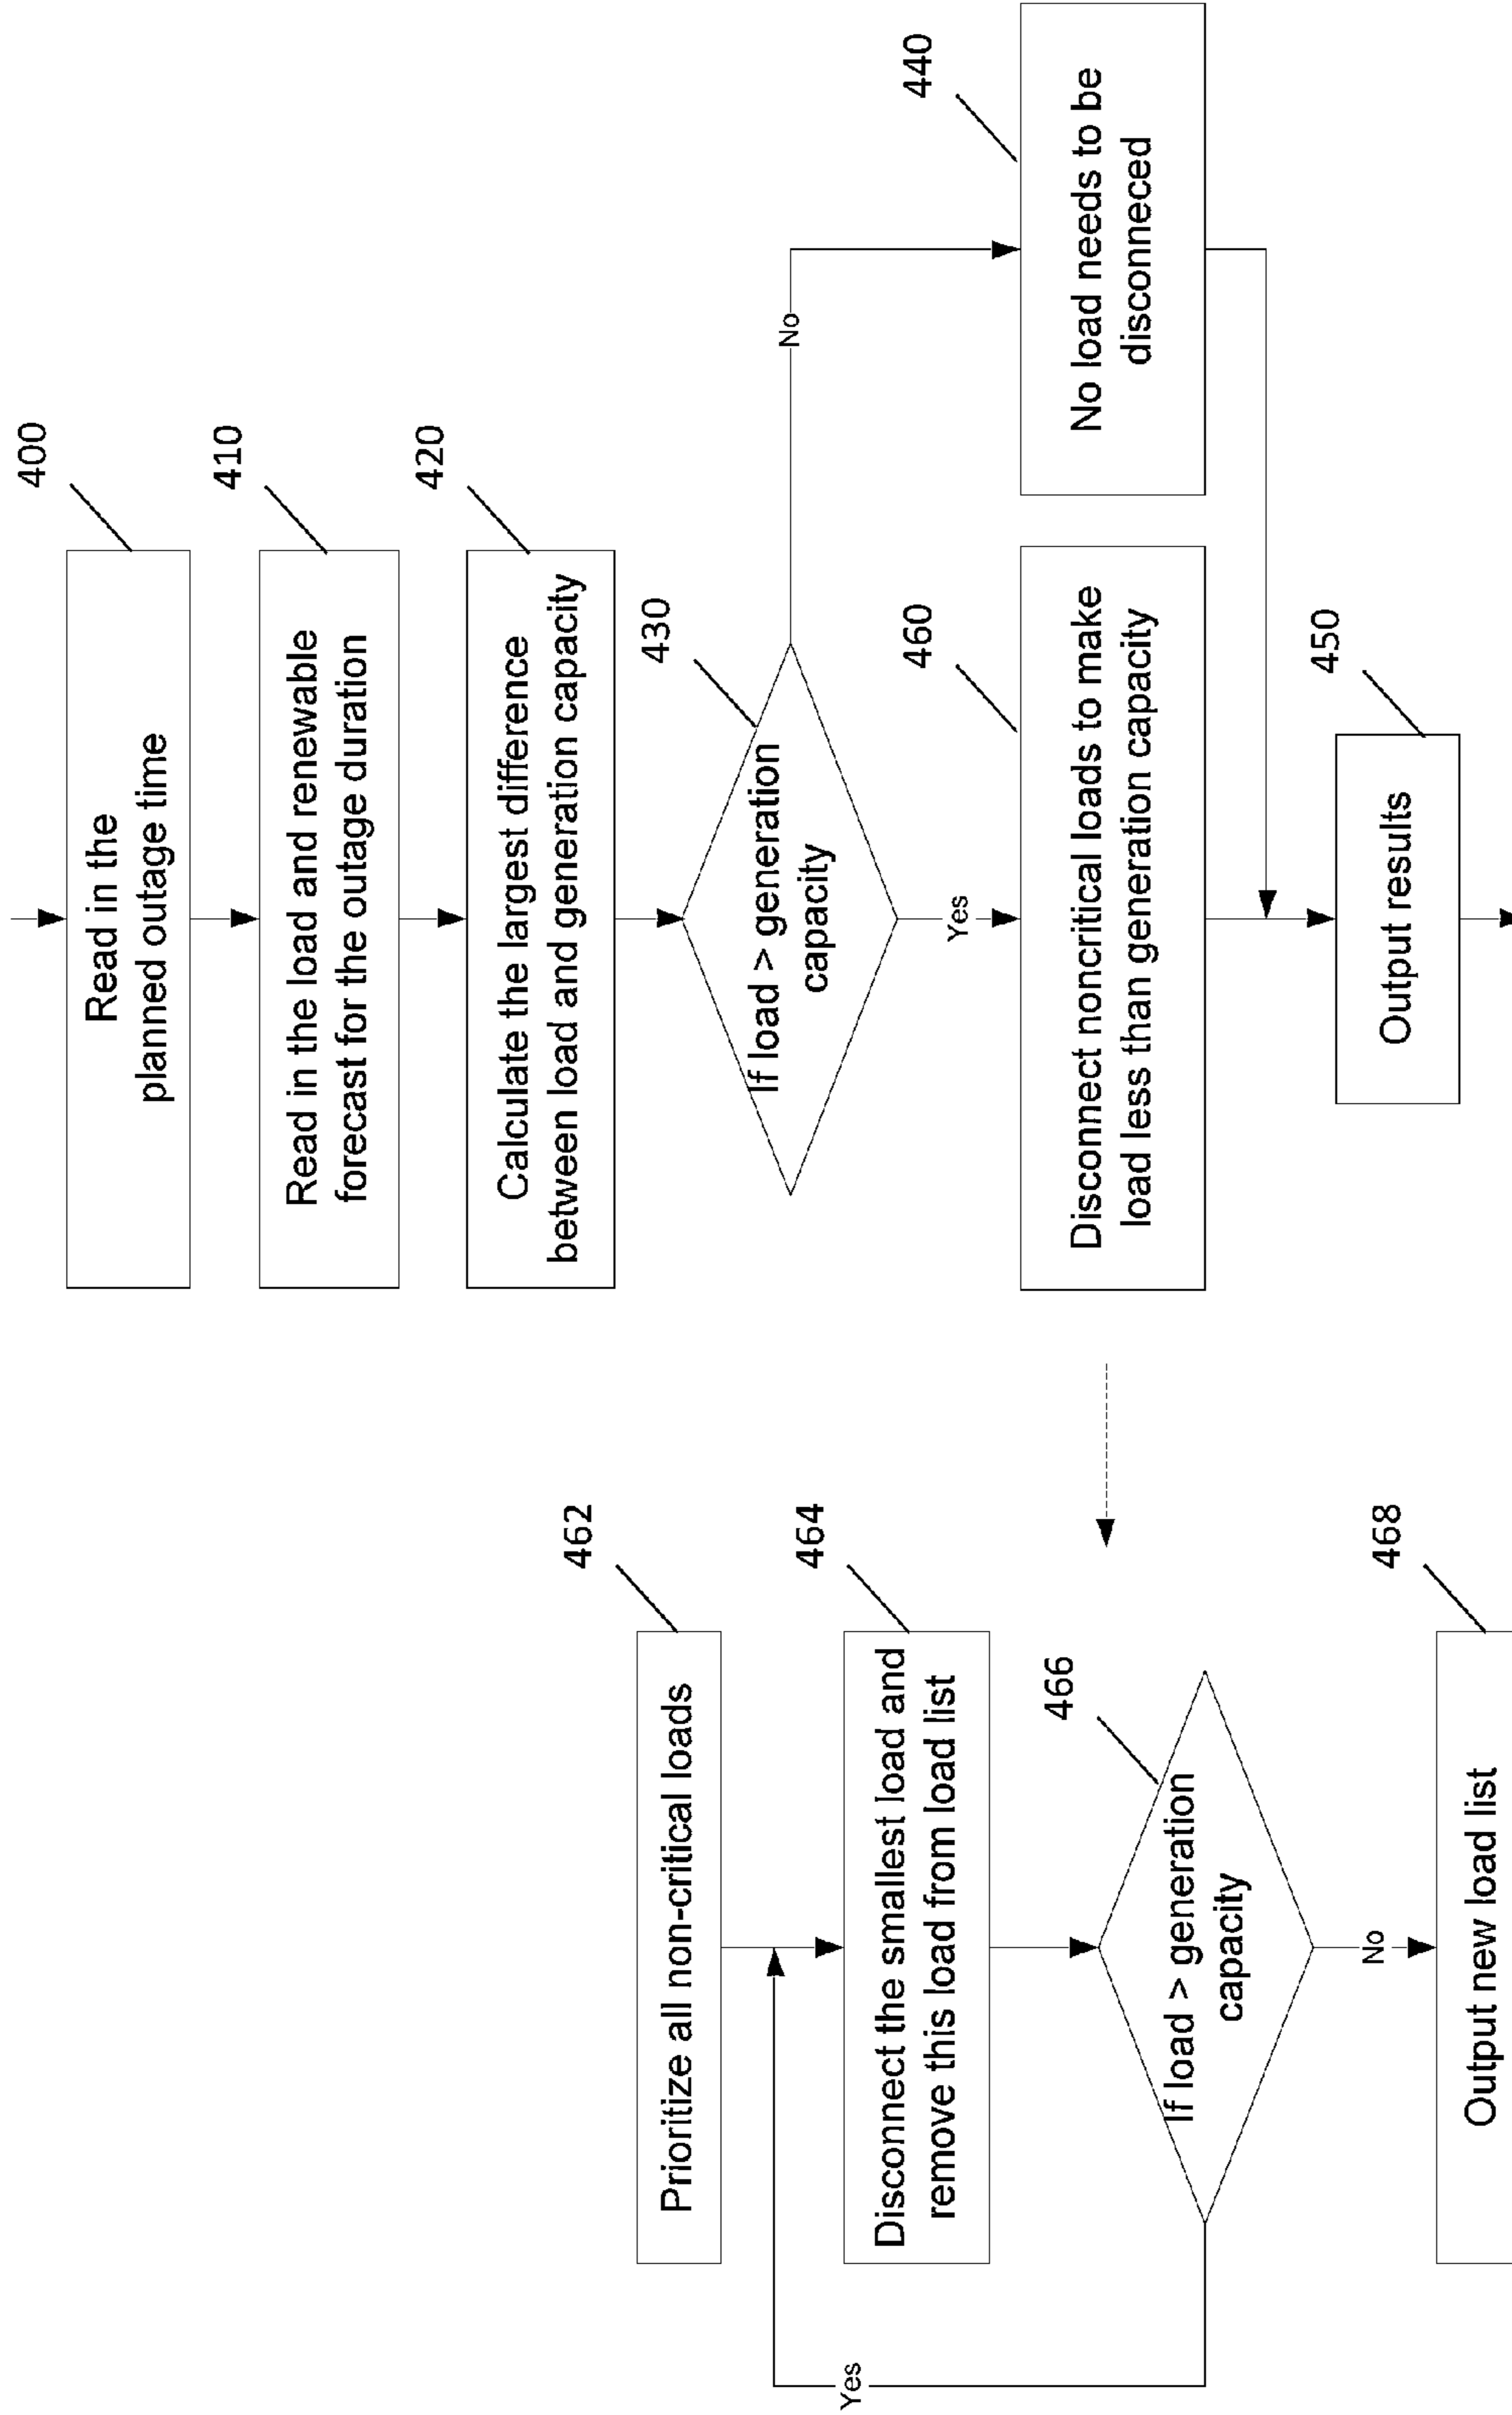 400
Read in the
planned outage time
410
Read in the load and renewable
forecast for the outage duration
420
Calculate the largest difference
between load and generation capacity
430
If load > generation
capacity
No
Yes
440
No load needs to be
disconneced
460
Disconnect noncritical loads to make
load less than generation capacity
450
Output results
462
Prioritize all non-critical loads
464
Disconnect the smallest load and
remove this load from load list
466
If load > generation
capacity
Yes
No
468
Output new load list